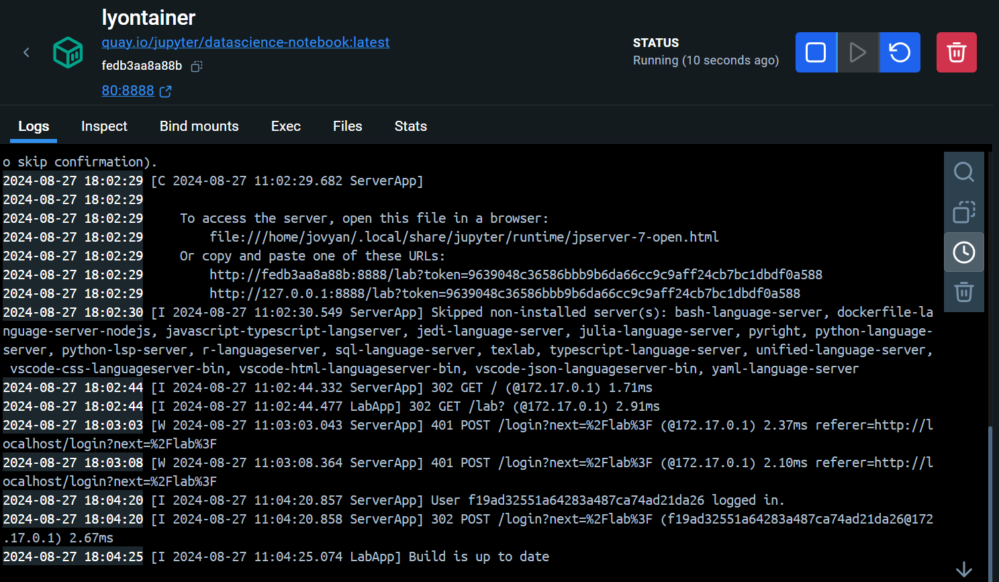 lyontainer
quay.io/jupyter/datascience-notebook:latest
fedb3aa8a88b
80:8888
STATUS
Running (10 seconds ago)
Logs Inspect Bind mounts Exec Files Stats
o skip confirmation).
2024-08-27 18:02:29 [C 2024-08-27 11:02:29.682 ServerApp]
2024-08-27 18:02:29
2024-08-27 18:02:29     To access the server, open this file in a browser:
2024-08-27 18:02:29         file:///home/jovyan/.local/share/jupyter/runtime/jpserver-7-open.html
2024-08-27 18:02:29     Or copy and paste one of these URLs:
2024-08-27 18:02:29         http://fedb3aa8a88b:8888/lab?token=9639048c36586bbb9b6da66cc9c9aff24cb7bc1dbdf0a588
2024-08-27 18:02:29         http://127.0.0.1:8888/lab?token=9639048c36586bbb9b6da66cc9c9aff24cb7bc1dbdf0a588
2024-08-27 18:02:30 [I 2024-08-27 11:02:30.549 ServerApp] Skipped non-installed server(s): bash-language-server, dockerfile-la
nguage-server-nodejs, javascript-typescript-langserver, jedi-language-server, julia-language-server, pyright, python-language-
server, python-lsp-server, r-languageserver, sql-language-server, texlab, typescript-language-server, unified-language-server,
 vscode-css-languageserver-bin, vscode-html-languageserver-bin, vscode-json-languageserver-bin, yaml-language-server
2024-08-27 18:02:44 [I 2024-08-27 11:02:44.332 ServerApp] 302 GET / (@172.17.0.1) 1.71ms
2024-08-27 18:02:44 [I 2024-08-27 11:02:44.477 LabApp] 302 GET /lab? (@172.17.0.1) 2.91ms
2024-08-27 18:03:03 [W 2024-08-27 11:03:03.043 ServerApp] 401 POST /login?next=%2Flab%3F (@172.17.0.1) 2.37ms referer=http://l
ocalhost/login?next=%2Flab%3F
2024-08-27 18:03:08 [W 2024-08-27 11:03:08.364 ServerApp] 401 POST /login?next=%2Flab%3F (@172.17.0.1) 2.10ms referer=http://l
ocalhost/login?next=%2Flab%3F
2024-08-27 18:04:20 [I 2024-08-27 11:04:20.857 ServerApp] User f19ad32551a64283a487ca74ad21da26 logged in.
2024-08-27 18:04:20 [I 2024-08-27 11:04:20.858 ServerApp] 302 POST /login?next=%2Flab%3F (f19ad32551a64283a487ca74ad21da26@172
.17.0.1) 2.67ms
2024-08-27 18:04:25 [I 2024-08-27 11:04:25.074 LabApp] Build is up to date